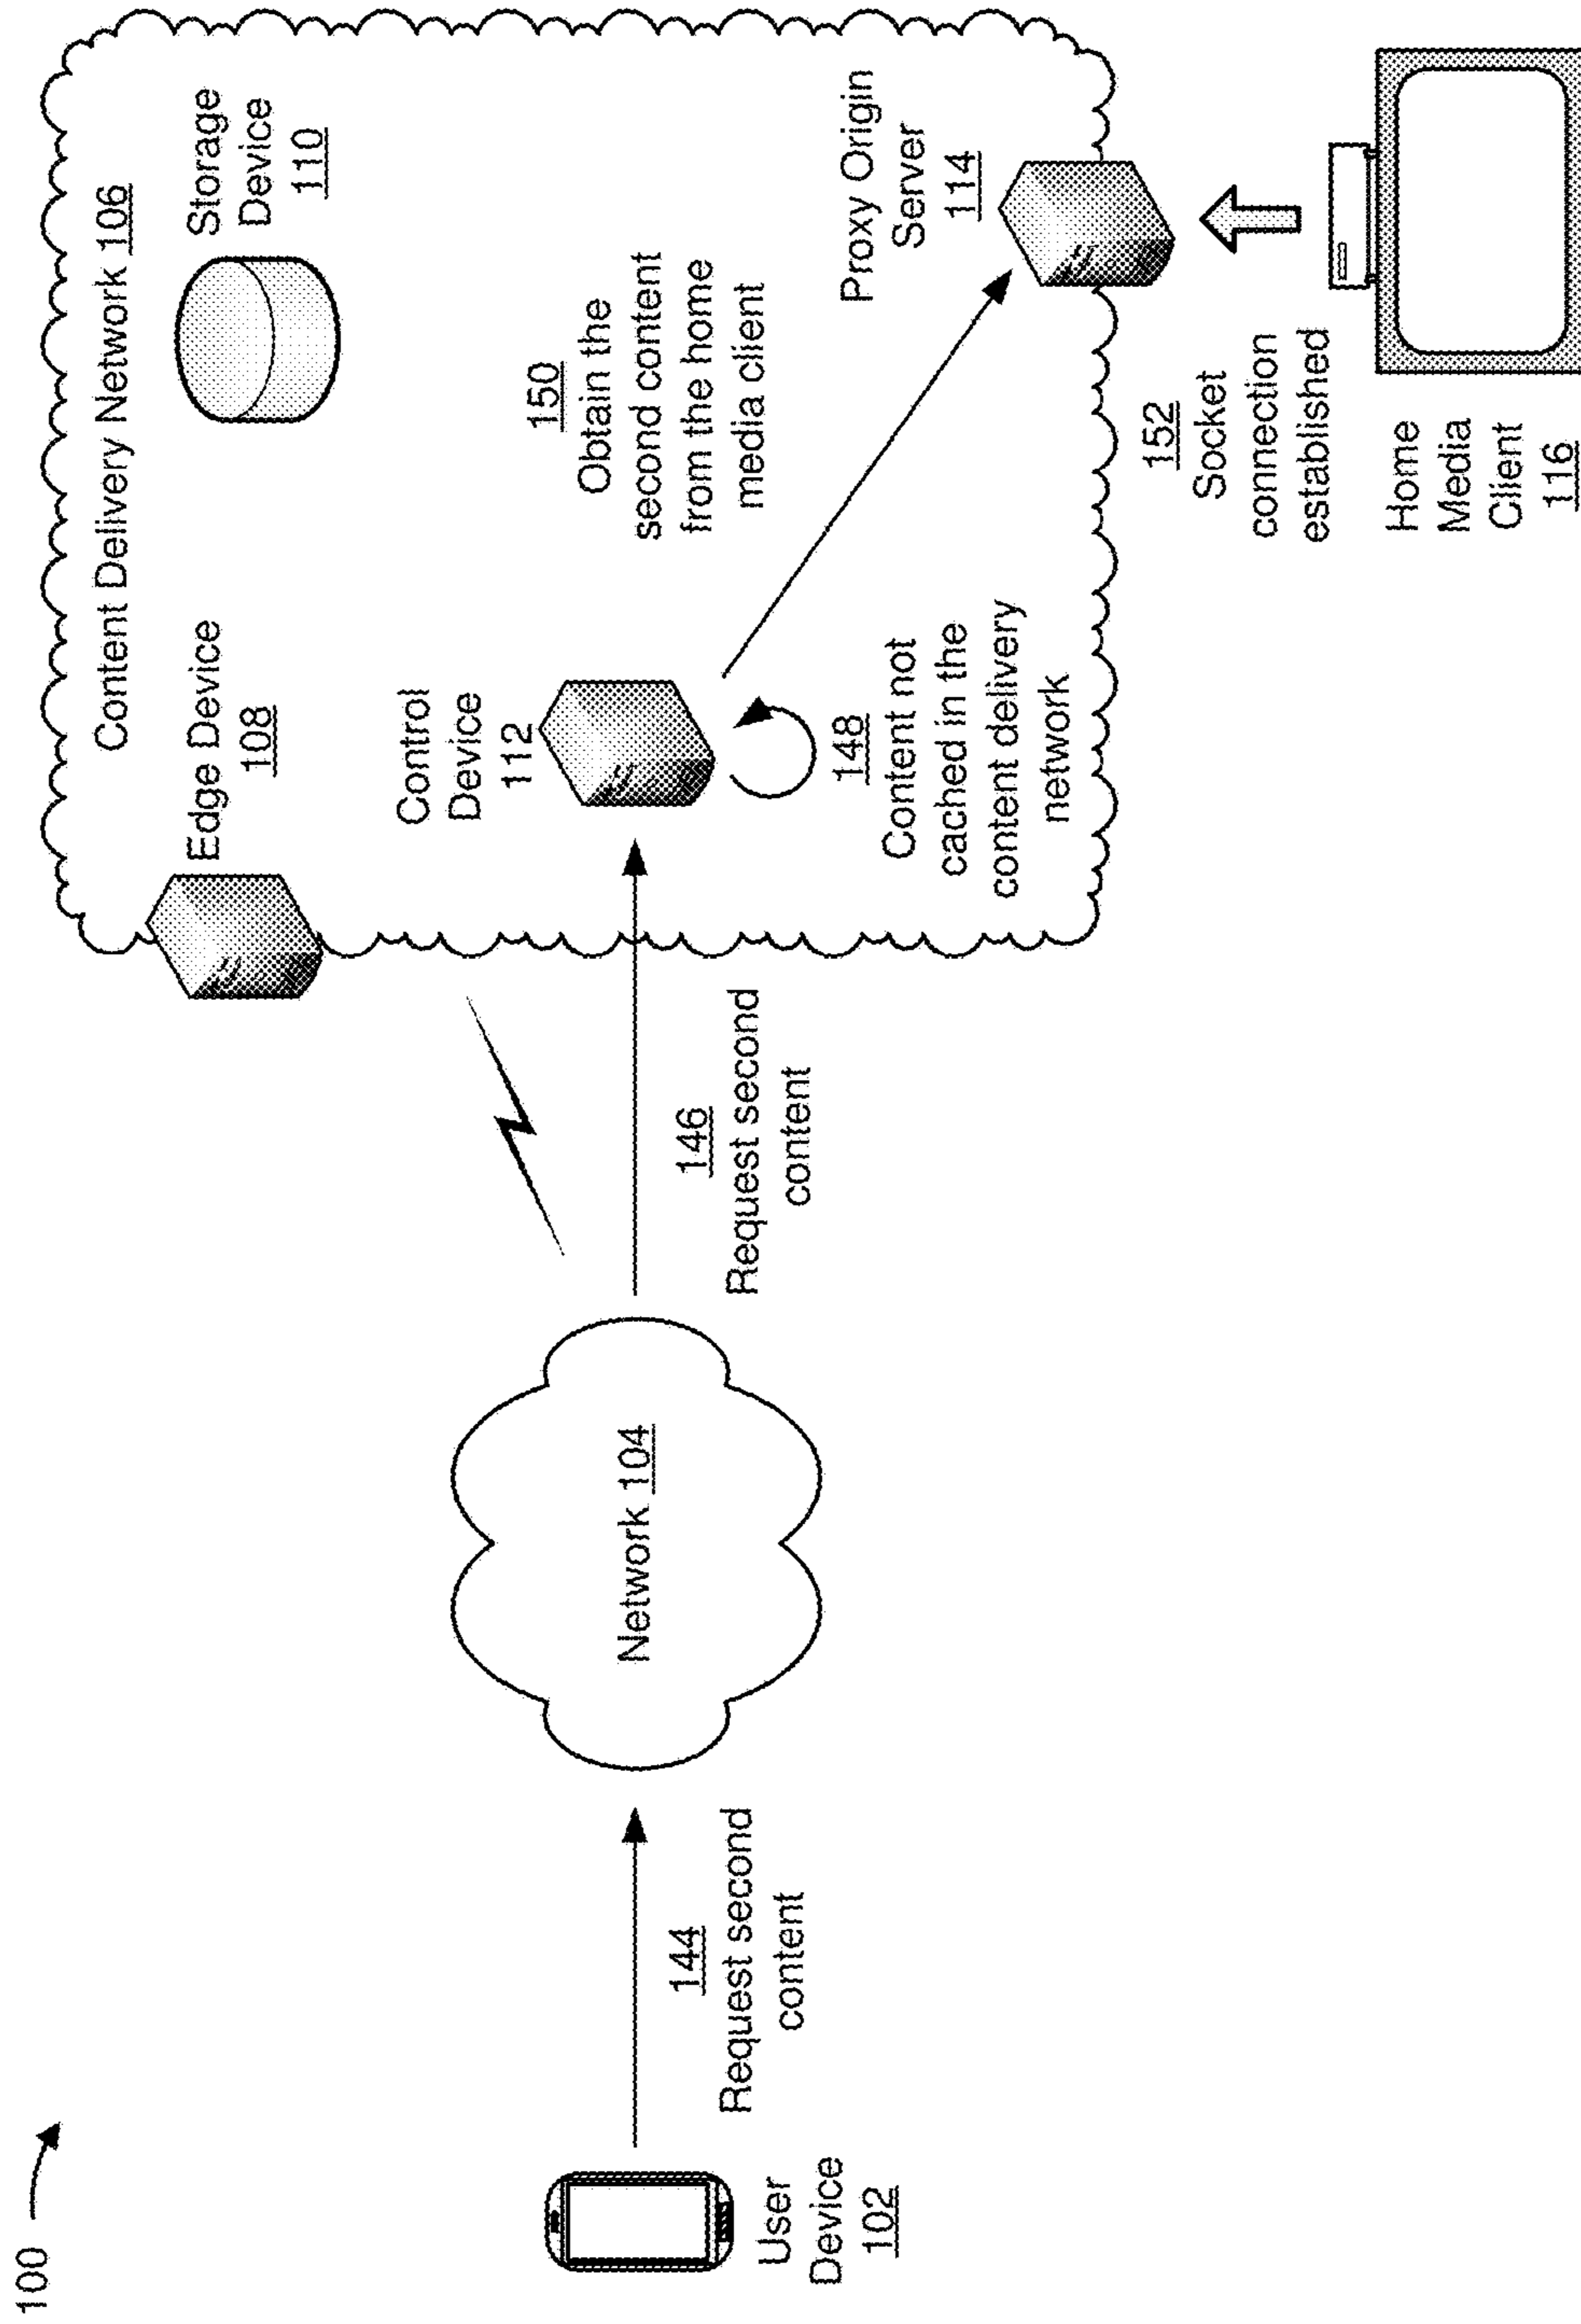 100
Content Delivery Network 106
Edge Device
108
Storage
Device
110
Control
Device
112
150
Obtain the
second content
from the home
media client
Proxy Origin
Server
114
148
Content not
cached in the
content delivery
network
Network 104
144
Request second
content
146
Request second
content
User
Device
102
152
Socket
connection
established
Home
Media
Client
116